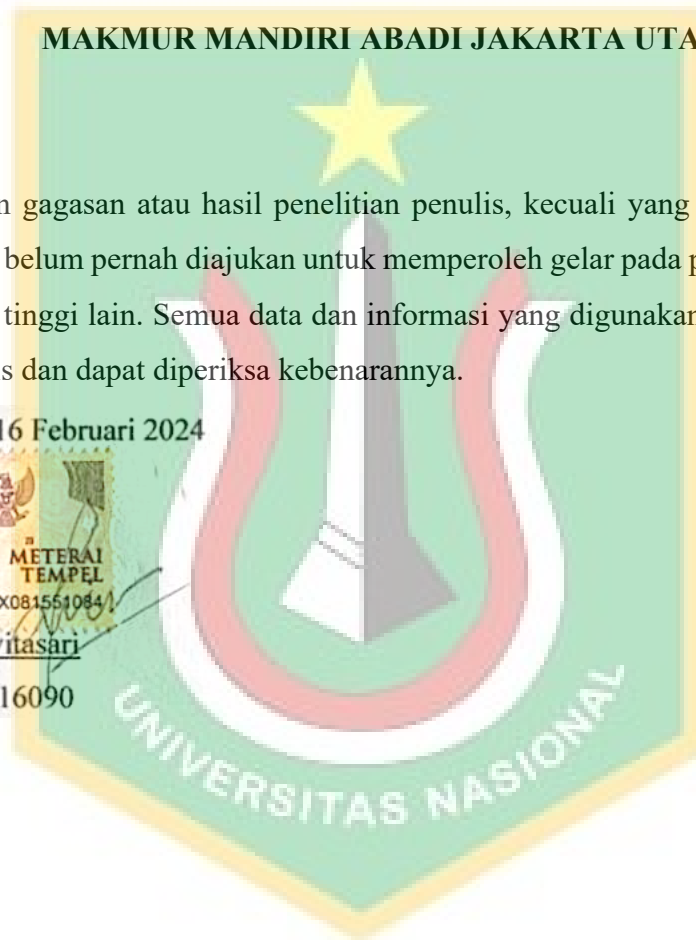 MAKMUR MANDIRI ABADI JAKARTA UTA
gagasan atau hasil penelitian penulis, kecuali yang
belum pernah diajukan untuk memperoleh gelar pada p
tinggi lain. Semua data dan informasi yang digunakan
s dan dapat diperiksa kebenarannya.
16 Februari 2024
METERAI
TEMPEL
X081551084
vitasari
16090
UNIVERSITAS NASIONAL